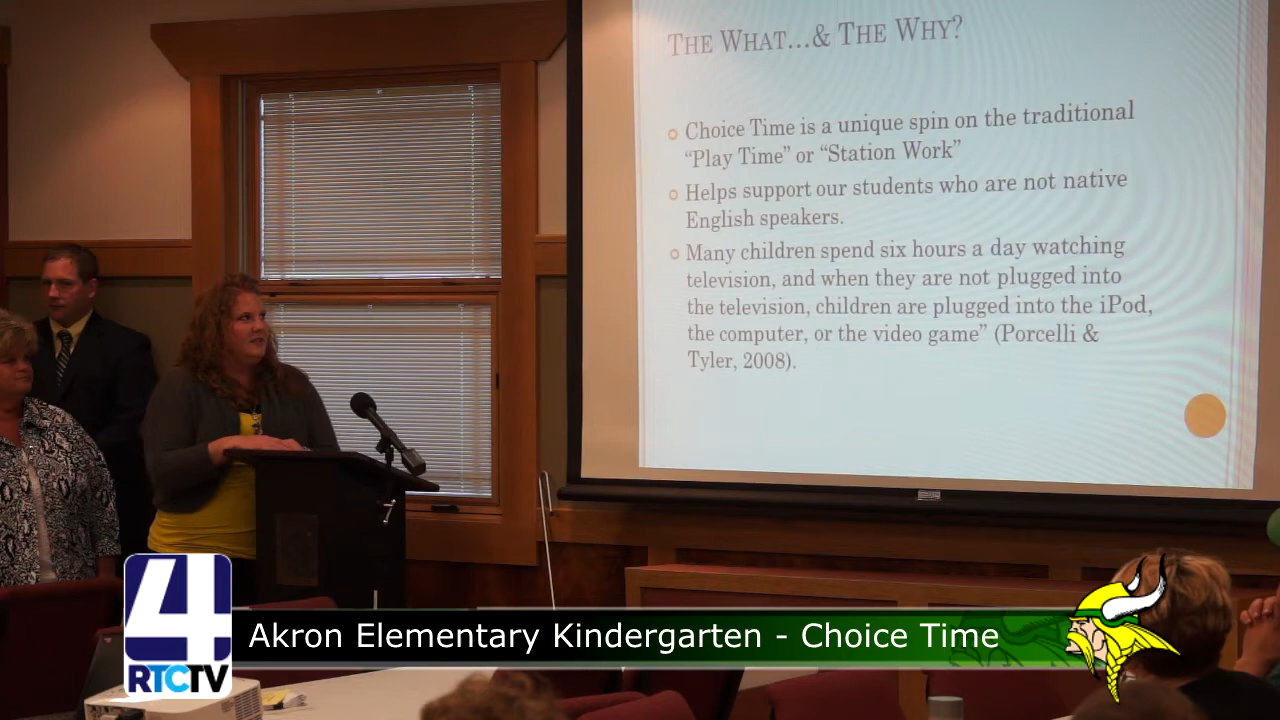 THE WHAT...& THE WHY?
Choice Time is a unique spin on the traditional
"Play Time" or "Station Work"
Helps support our students who are not native
English speakers.
Many children spend six hours a day watching
television, and when they are not plugged into
the television, children are plugged into the iPod,
the computer, or the video game" (Porcelli &
Tyler, 2008).
4
RTCTV
Akron Elementary Kindergarten - Choice Time